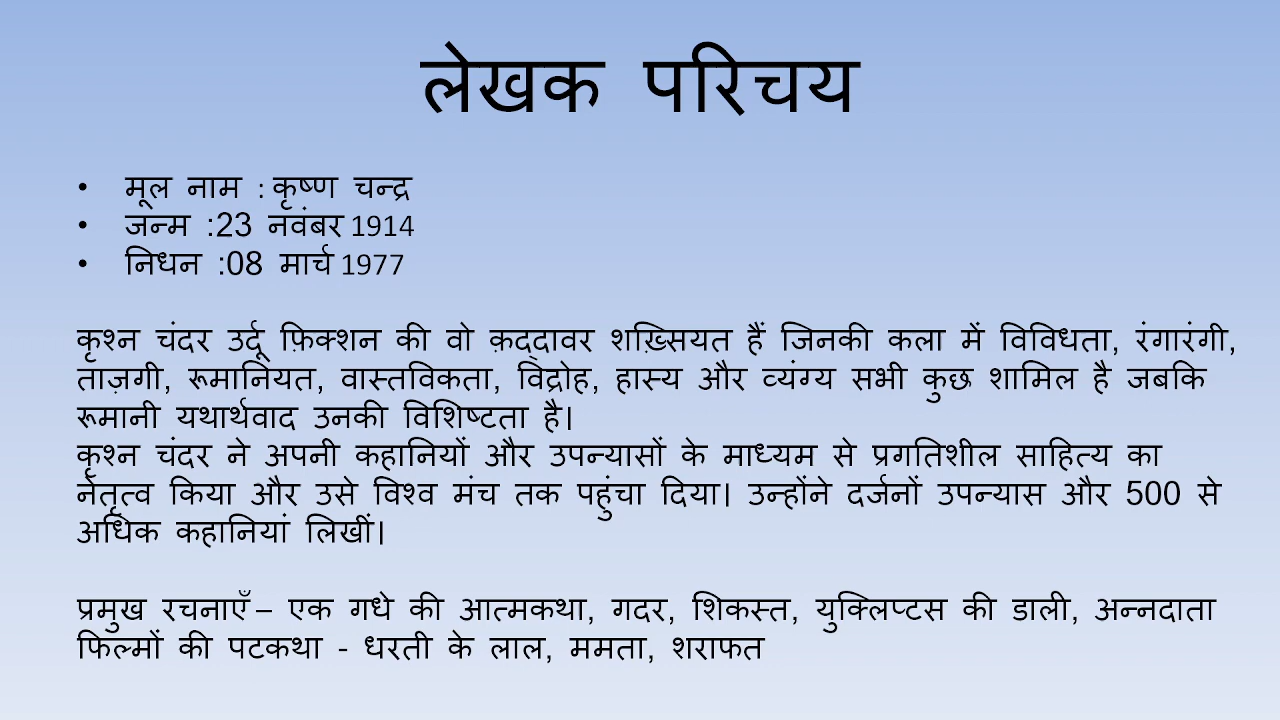 लेखक परिचय
• मूल नाम : कृष्ण चन्द्र
• जन्म :23 नवंबर 1914
• निधन :08 मार्च 1977
कृश्न चंदर उर्दू फ़िक्शन की वो क़द्दावर शख़्सियत हैं जिनकी कला में विविधता, रंगारंगी,
ताज़गी, रूमानियत, वास्तविकता, विद्रोह, हास्य और व्यंग्य सभी कुछ शामिल है जबकि
रूमानी यथार्थवाद उनकी विशिष्टता है।
कृश्न चंदर ने अपनी कहानियों और उपन्यासों के माध्यम से प्रगतिशील साहित्य का
नेतृत्व किया और उसे विश्व मंच तक पहुंचा दिया। उन्होंने दर्जनों उपन्यास और 500 से
अधिक कहानियां लिखीं।
प्रमुख रचनाएँ – एक गधे की आत्मकथा, गदर, शिकस्त, युक्लिप्टस की डाली, अन्नदाता
फिल्मों की पटकथा - धरती के लाल, ममता, शराफत